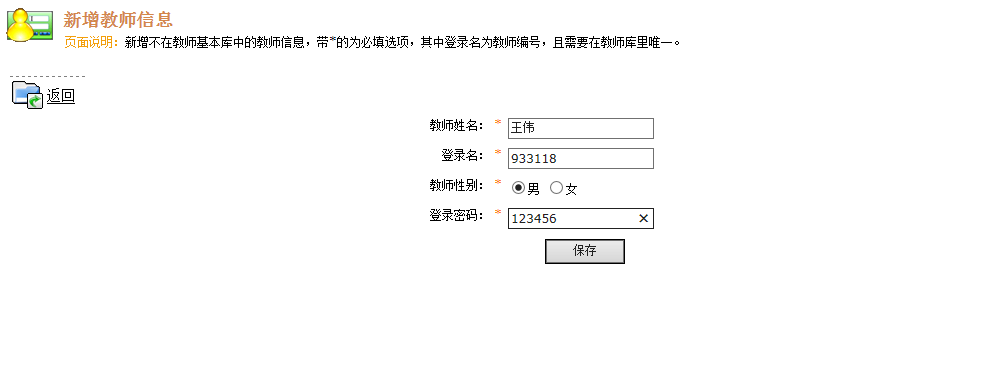 新增教师信息
页面说明：新增不在教师基本库中的教师信息，带*的为必填选项，其中登录名为教师编号，且需要在教师库里唯一。
返回
教师姓名： * 王伟
登录名： * 933118
教师性别： * 男 女
登录密码： * 123456
保存